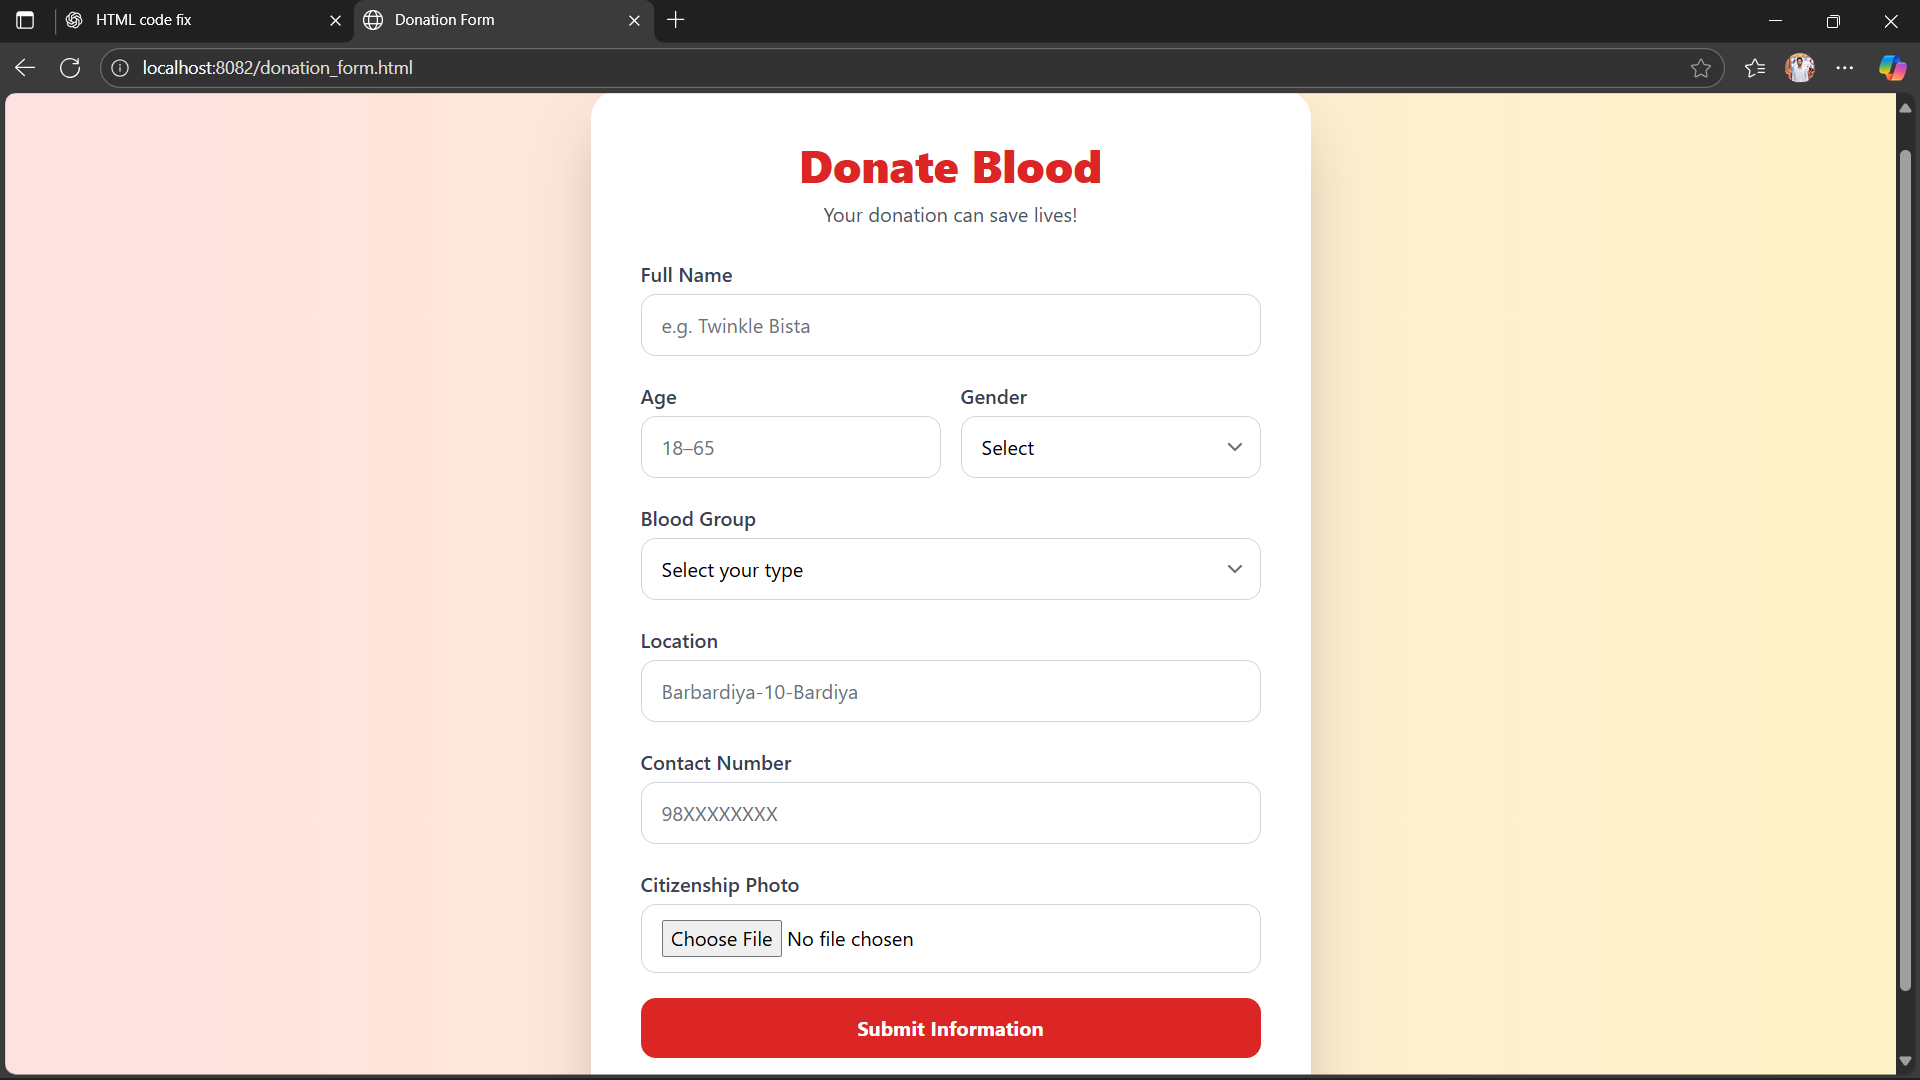 HTML code fix
Donation Form
localhost:8082/donation_form.html
Donate Blood
Your donation can save lives!
Full Name
e.g. Twinkle Bista
Age
Gender
18–65
Select
Blood Group
Select your type
Location
Barbardiya-10-Bardiya
Contact Number
98XXXXXXXX
Citizenship Photo
Choose File No file chosen
Submit Information